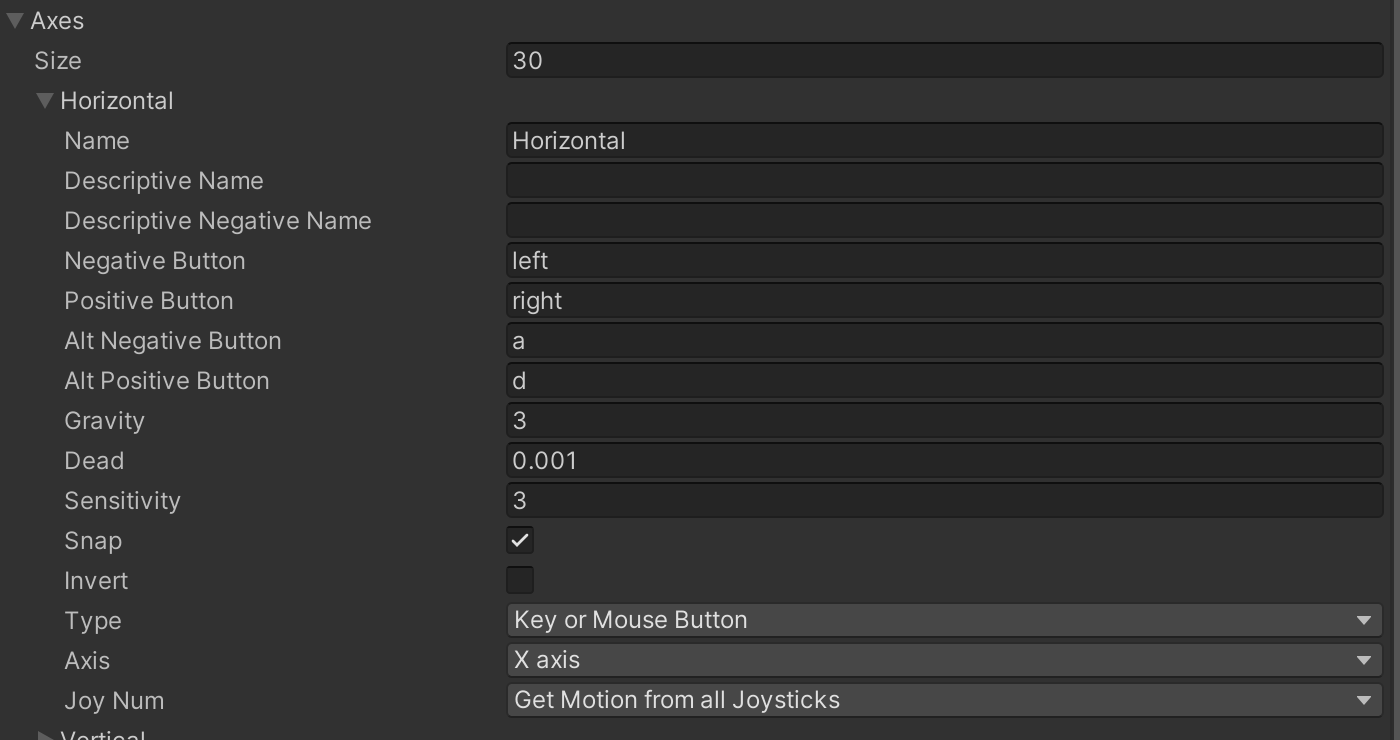 Axes
Size 30
Horizontal
Name Horizontal
Descriptive Name
Descriptive Negative Name
Negative Button left
Positive Button right
Alt Negative Button a
Alt Positive Button d
Gravity 3
Dead 0.001
Sensitivity 3
Snap
Invert
Type Key or Mouse Button
Axis X axis
Joy Num Get Motion from all Joysticks
Vertical